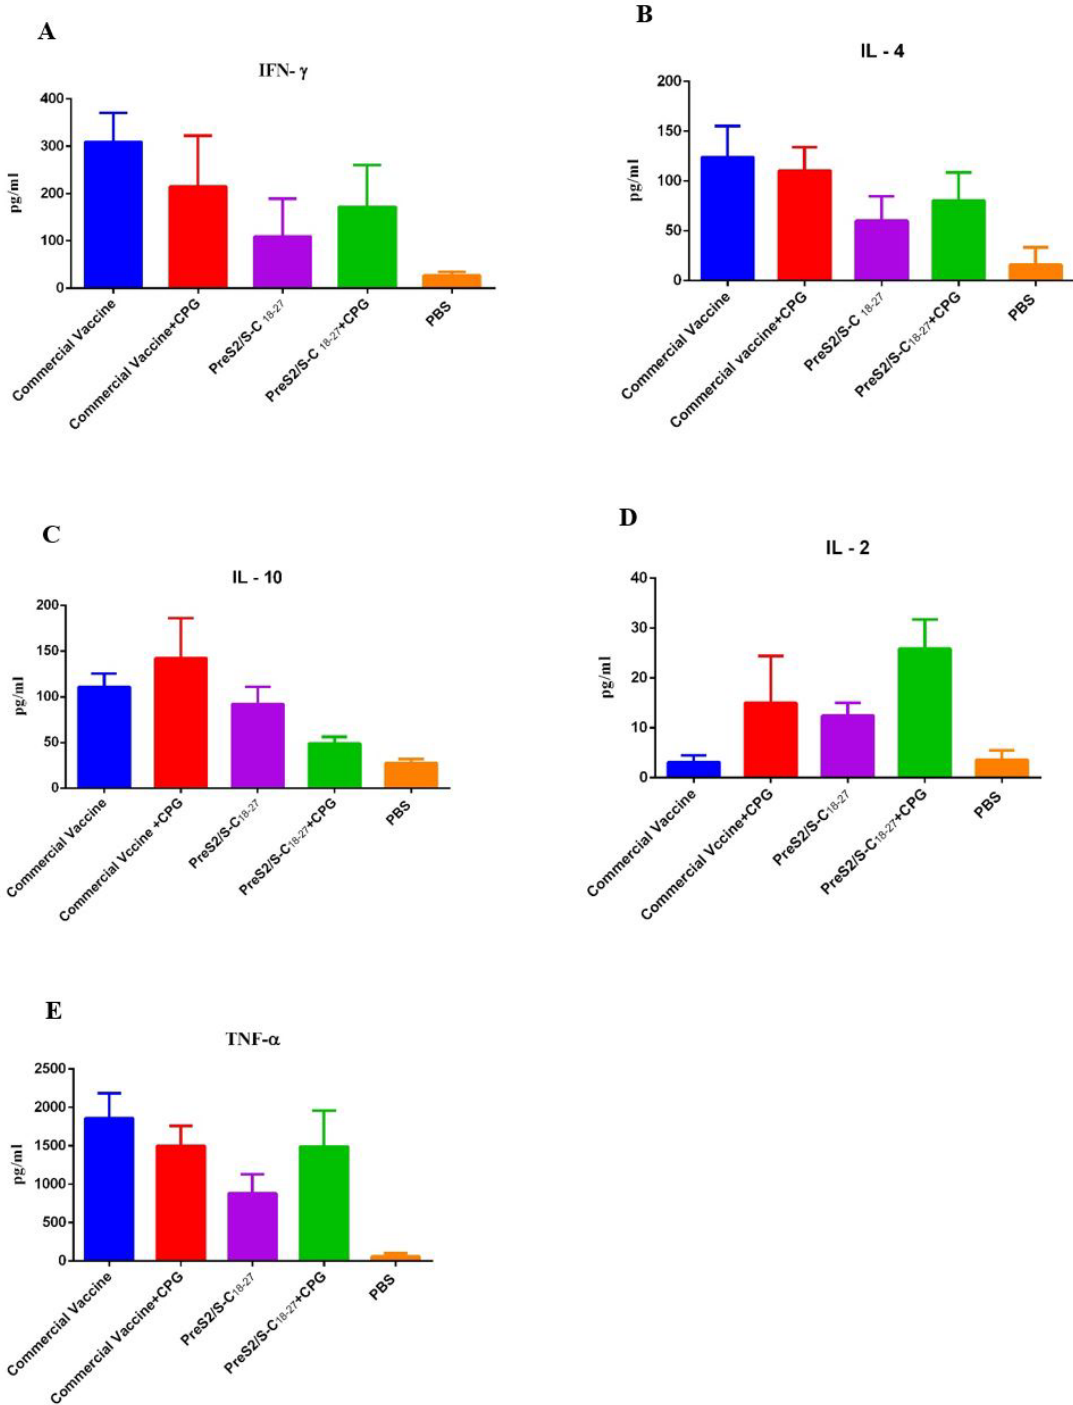 A
IFN- γ
400
300
200
100
0
pg/ml
Commercial Vaccine
Commercial Vaccine+CPG
PreS2/S-C 18-27
PreS2/S-C 18-27+CPG
PBS
B
IL - 4
200
150
100
50
0
pg/ml
Commercial Vaccine
Commercial vaccine+CPG
PreS2/S-C 18-27
PreS2/S-C18-27+CPG
PBS
C
IL - 10
200
150
100
50
0
pg/ml
Commercial Vaccine
Commercial Vccine +CPG
PreS2/S-C18-27
PreS2/S-C18-27+CPG
PBS
D
IL - 2
40
30
20
10
0
pg/ml
Commercial Vaccine
Commercial Vccine+CPG
PreS2/S-C18-27
PreS2/S-C18-27+CPG
PBS
E
TNF-α
2500
2000
1500
1000
500
0
pg/ml
Commercial Vaccine
Commercial Vaccine+CPG
PreS2/S-C18-27
PreS2/S-C18-27+CPG
PBS